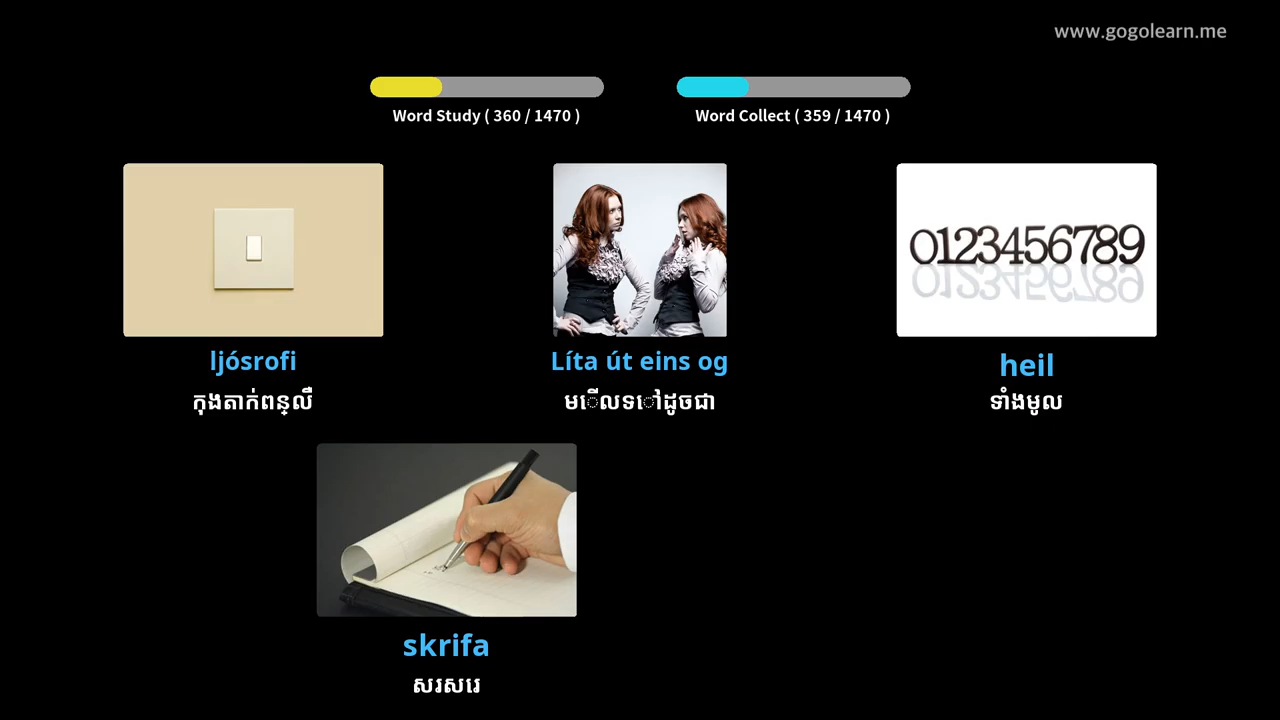 www.gogolearn.me
Word Study ( 360 / 1470 )
Word Collect ( 359 / 1470 )
0123456789
ljósrofi
Líta út eins og
heil
កុងតាក់ពន្លឺ
មើលទៅដូចជា
ទាំងមូល
skrifa
សរសរេ